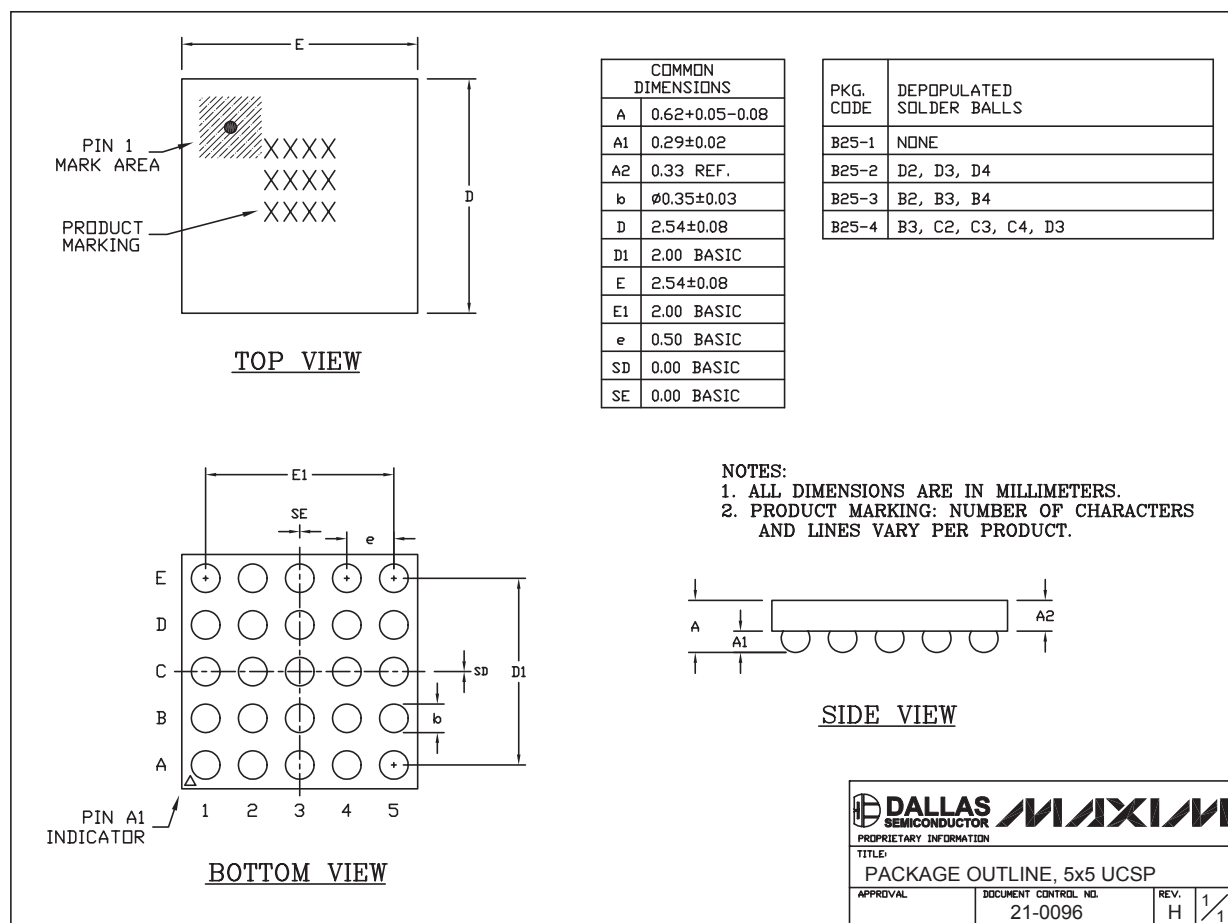 E
PIN 1
MARK AREA
XXXX
XXXX
XXXX
D
PRODUCT
MARKING
TOP VIEW
COMMON
DIMENSIONS
A 0.62+0.05-0.08
A1 0.29±0.02
A2 0.33 REF.
b Ø0.35±0.03
D 2.54±0.08
D1 2.00 BASIC
E 2.54±0.08
E1 2.00 BASIC
e 0.50 BASIC
SD 0.00 BASIC
SE 0.00 BASIC
PKG. DEPOPULATED
CODE SOLDER BALLS
B25-1 NONE
B25-2 D2, D3, D4
B25-3 B2, B3, B4
B25-4 B3, C2, C3, C4, D3
NOTES:
1. ALL DIMENSIONS ARE IN MILLIMETERS.
2. PRODUCT MARKING: NUMBER OF CHARACTERS
AND LINES VARY PER PRODUCT.
E1
SE
e
E
D
C
SD
D1
B
b
A
1 2 3 4 5
PIN A1
INDICATOR
BOTTOM VIEW
A
A1
A2
SIDE VIEW
DALLAS
SEMICONDUCTOR
MAXIM
PROPRIETARY INFORMATION
TITLE:
PACKAGE OUTLINE, 5x5 UCSP
APPROVAL
DOCUMENT CONTROL NO.
21-0096
REV.
H
1/1